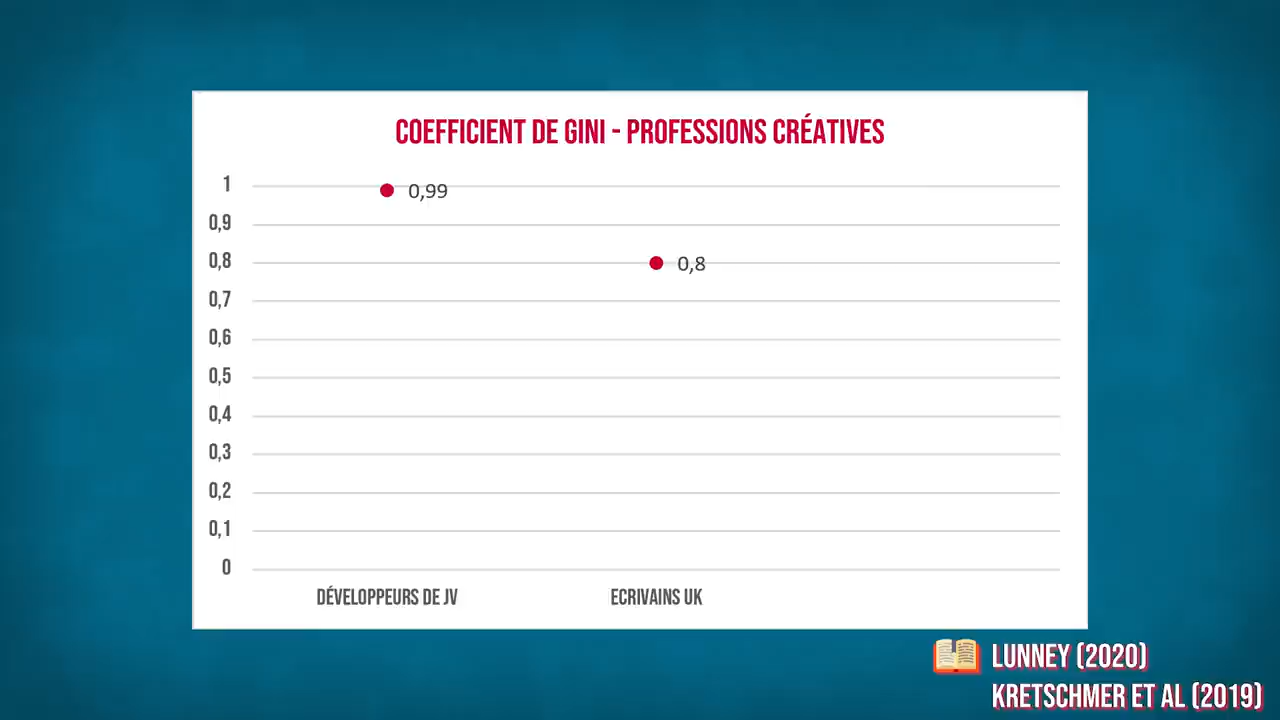 COEFFICIENT DE GINI - PROFESSIONS CRÉATIVES
1
0,99
0,9
0,8
0,8
0,7
0,6
0,5
0,4
0,3
0,2
0,1
0
DÉVELOPPEURS DE JV
ECRIVAINS UK
LUNNEY (2020)
KRETSCHMER ET AL (2019)